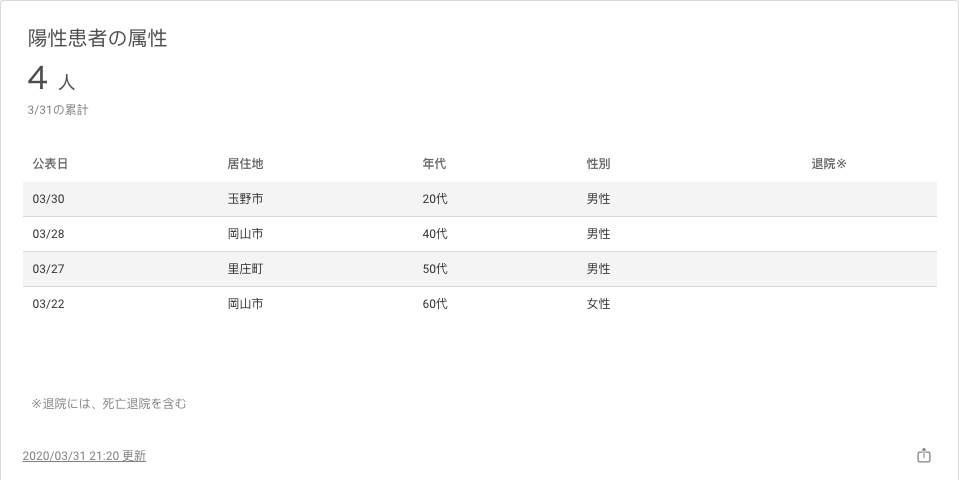 陽性患者の属性
4 人
3/31の累計
公表日 居住地 年代 性別 退院※
03/30 玉野市 20代 男性
03/28 岡山市 40代 男性
03/27 里庄町 50代 男性
03/22 岡山市 60代 女性
※退院には、死亡退院を含む
2020/03/31 21:20 更新